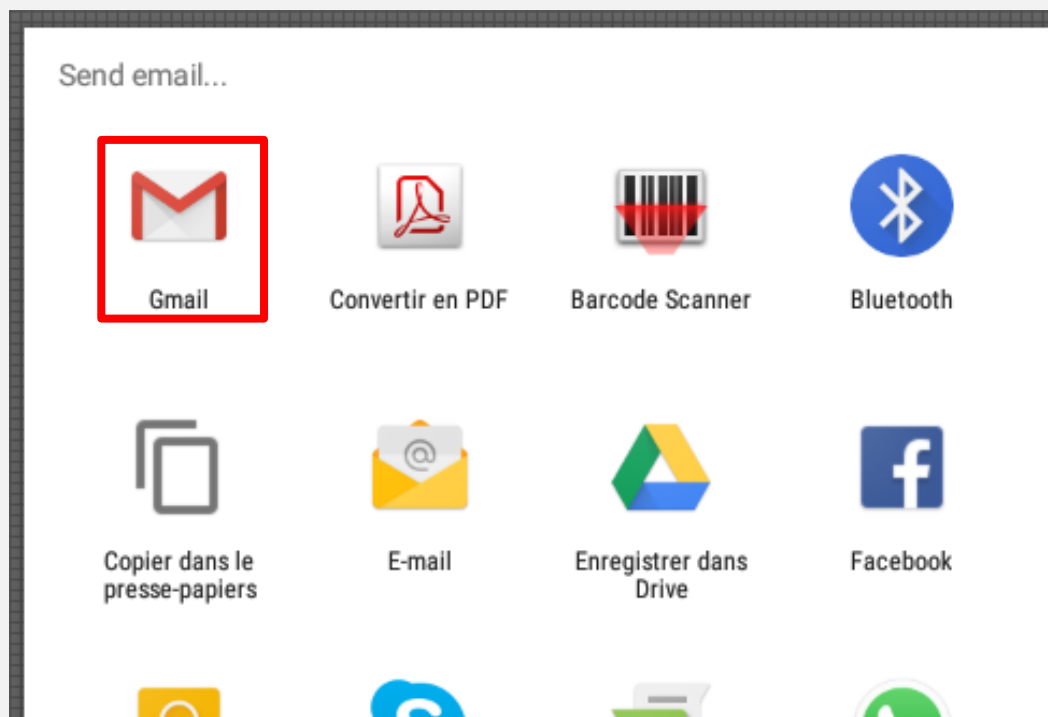 Send email...
Gmail
Convertir en PDF
Barcode Scanner
Bluetooth
@
Copier dans le
presse-papiers
E-mail
Enregistrer dans
Drive
Facebook